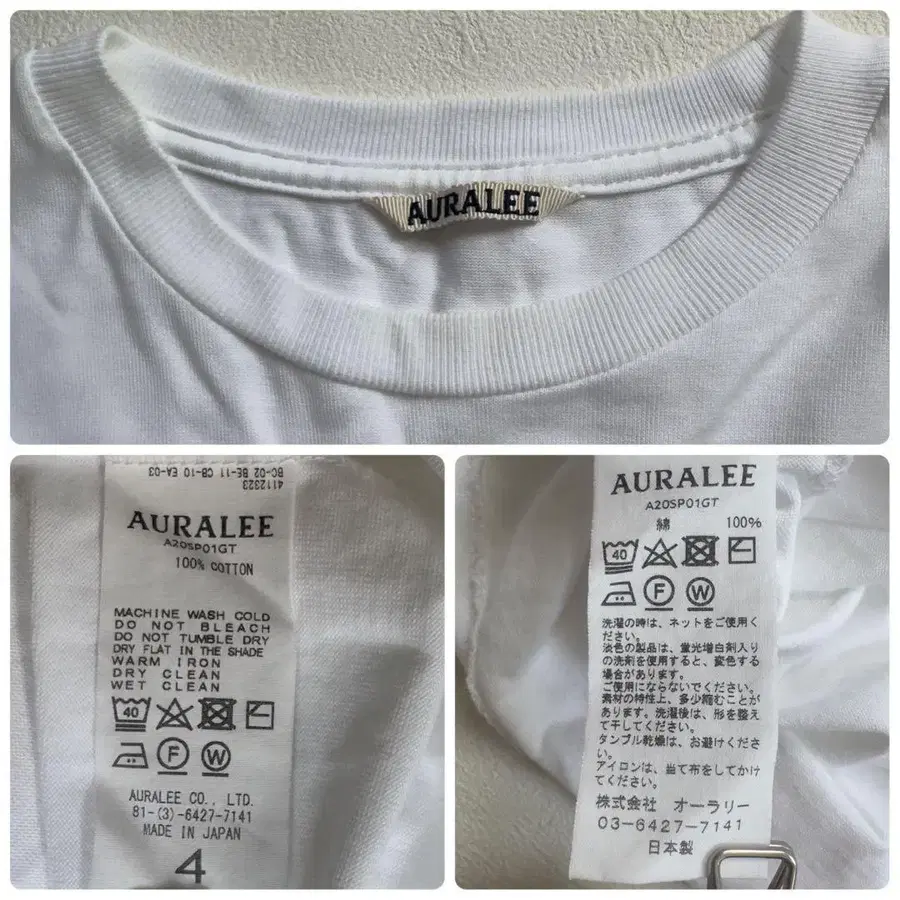 AURALEE
4112323
BC-02 BE-11 CB-10 EA-03
AURALEE
A20SP01GT
100% COTTON
MACHINE WASH COLD
DO NOT BLEACH
DO NOT TUMBLE DRY
DRY FLAT IN THE SHADE
WARM IRON
DRY CLEAN
WET CLEAN
40
F W
AURALEE CO., LTD.
81-(3)-6427-7141
MADE IN JAPAN
4
AURALEE
A20SP01GT
綿 100%
40
F W
洗濯の時は、ネットをご使用く
ださい。
淡色の製品は、蛍光増白剤入り
の洗剤を使用すると、変色する
場合があります。
ご使用にならないでください。
素材の特性上、多少縮むことが
あります。洗濯後は、形を整え
て干してください。
タンブル乾燥は、お避けくださ
い。
アイロンは、当て布をしてかけ
てください。
株式会社 オーラリー
03-6427-7141
日本製